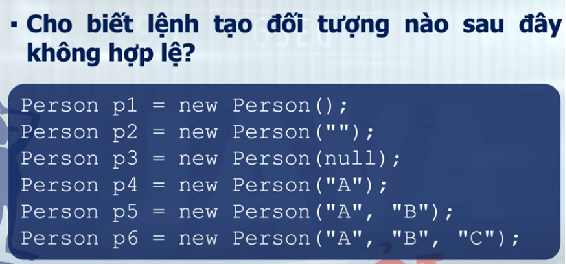 ▪ Cho biết lệnh tạo đối tượng nào sau đây
không hợp lệ?
Person p1 = new Person();
Person p2 = new Person("");
Person p3 = new Person(null);
Person p4 = new Person("A");
Person p5 = new Person("A", "B");
Person p6 = new Person("A", "B", "C");